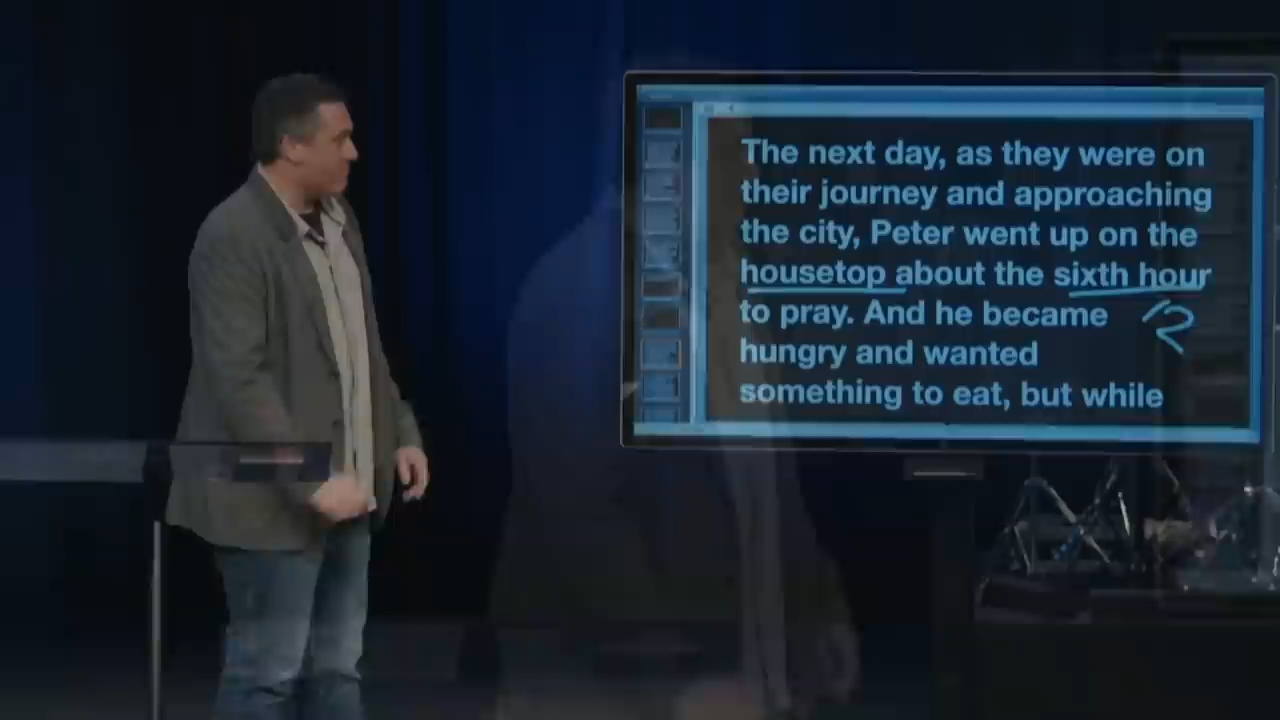 The next day, as they were on
their journey and approaching
the city, Peter went up on the
housetop about the sixth hour
to pray. And he became
12
hungry and wanted
something to eat, but while